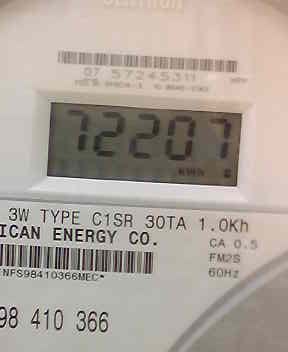 07 57245311
72207
KWH
3W TYPE C1SR 30TA 1.0Kh
ICAN ENERGY CO.
CA 0.5
FM2S
60Hz
NFS98410366MEC*
98 410 366